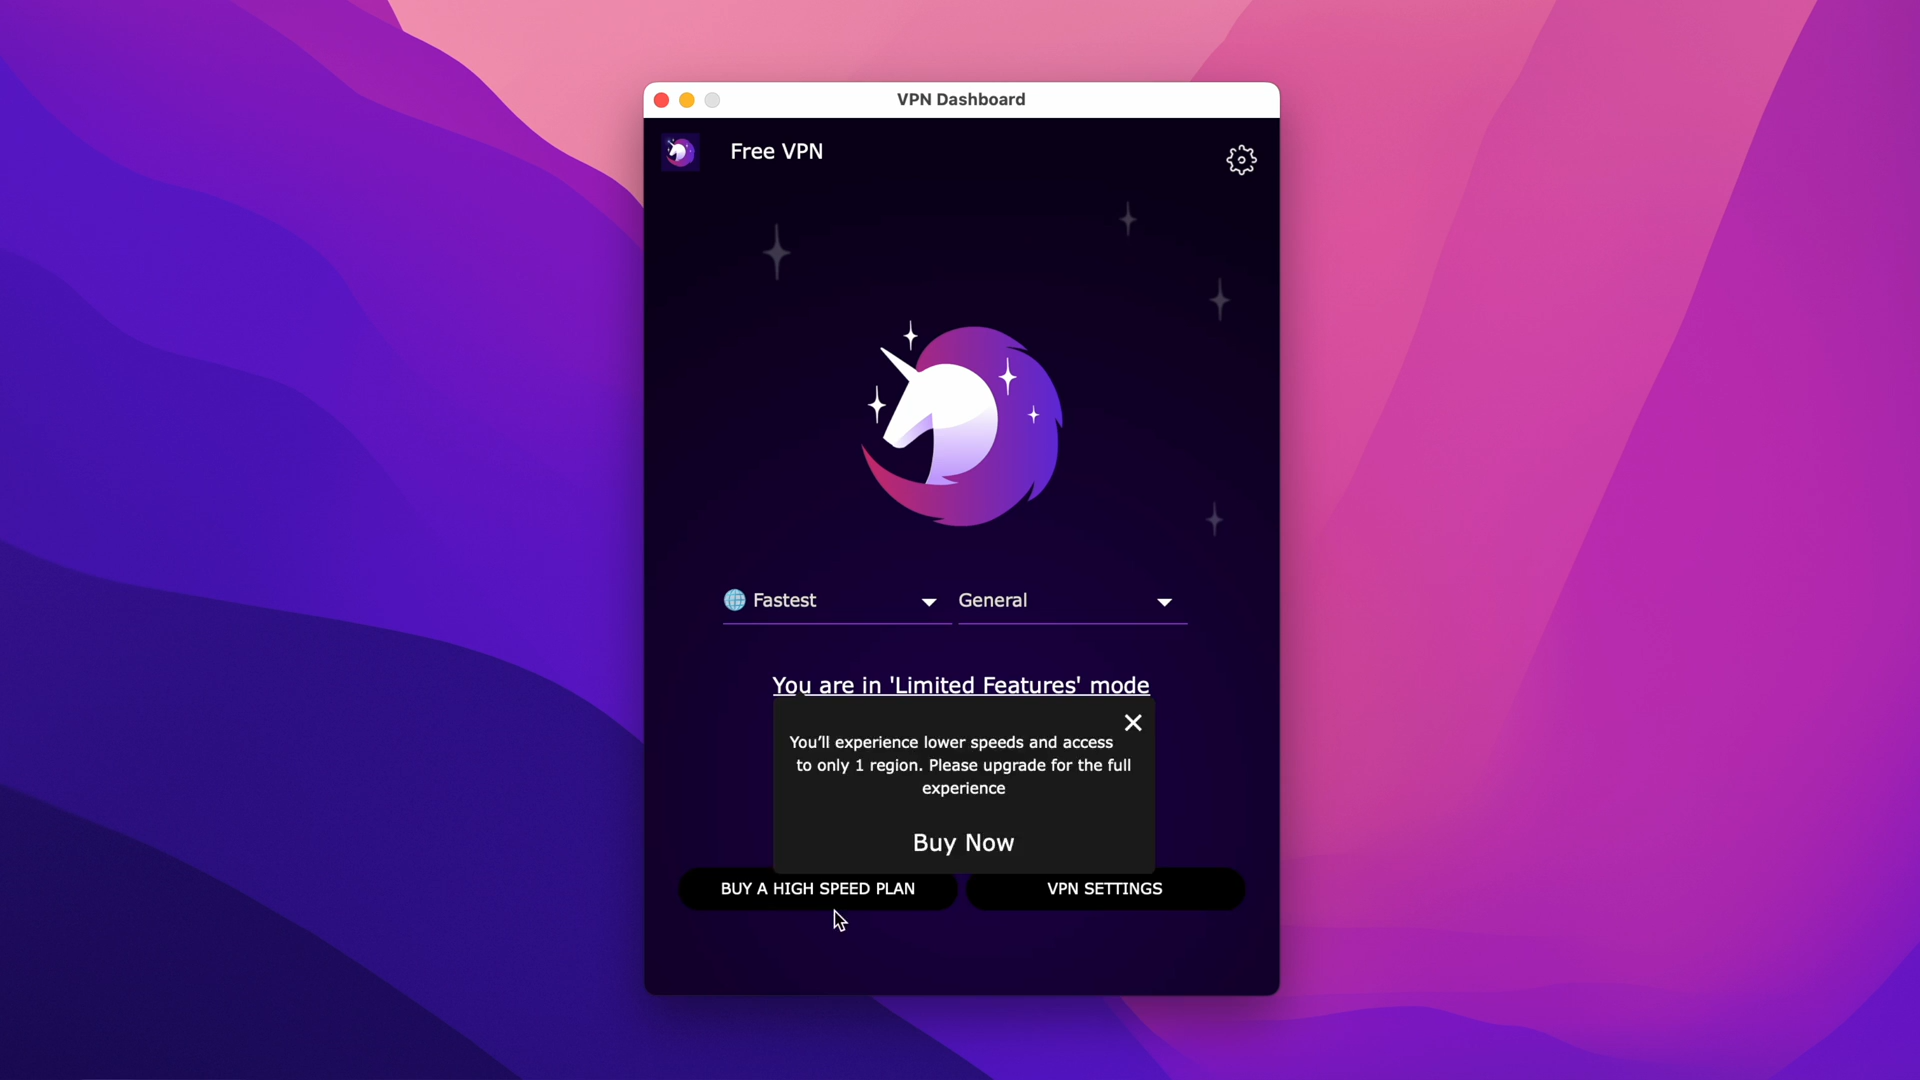 VPN Dashboard
Free VPN
Fastest
General
You are in 'Limited Features' mode
You’ll experience lower speeds and access
to only 1 region. Please upgrade for the full
experience
Buy Now
BUY A HIGH SPEED PLAN
VPN SETTINGS